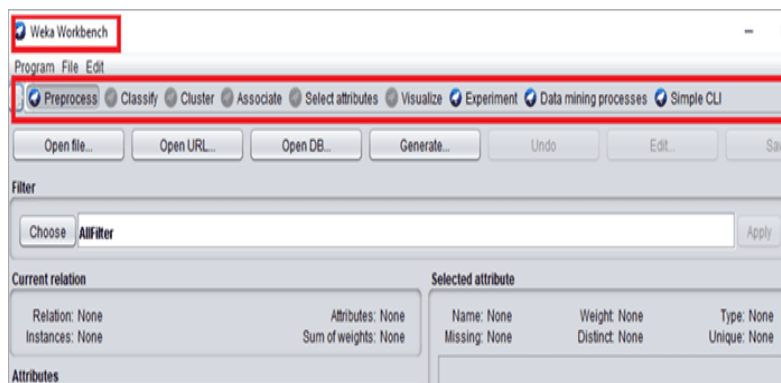 Weka Workbench
Program File Edit
Preprocess Classify Cluster Associate Select attributes Visualize Experiment Data mining processes Simple CLI
Open file... Open URL... Open DB... Generate... Undo Edit...
Filter
Choose AllFilter Apply
Current relation Selected attribute
Relation: None Attributes: None Name: None Weight: None Type: None
Instances: None Sum of weights: None Missing: None Distinct: None Unique: None
Attributes